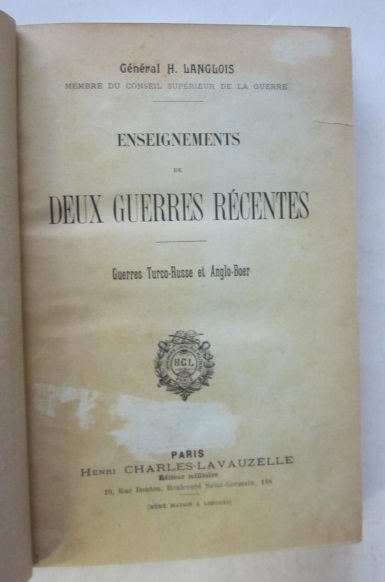 Général H. LANGLOIS
MEMBRE DU CONSEIL SUPÉRIEUR DE LA GUERRE
ENSEIGNEMENTS
DE
DEUX GUERRES RÉCENTES
Guerres Turco-Russe et Anglo-Boer
HCL
PARIS
HENRI CHARLES-LAVAUZELLE
Éditeur militaire
10, Rue Danton, Boulevard Saint-Germain, 118
(MÊME MAISON A LIMOGES)